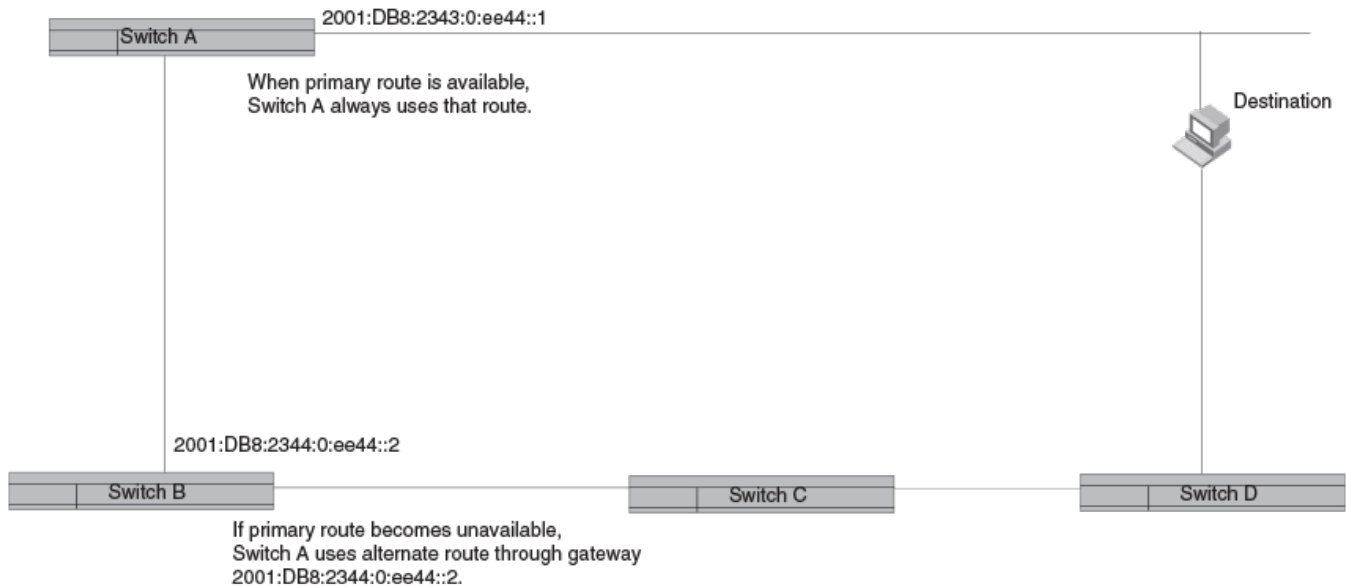 2001:DB8:2343:0:ee44::1
Switch A
When primary route is available,
Switch A always uses that route.
Destination
2001:DB8:2344:0:ee44::2
Switch B
Switch C
Switch D
If primary route becomes unavailable,
Switch A uses alternate route through gateway
2001:DB8:2344:0:ee44::2.